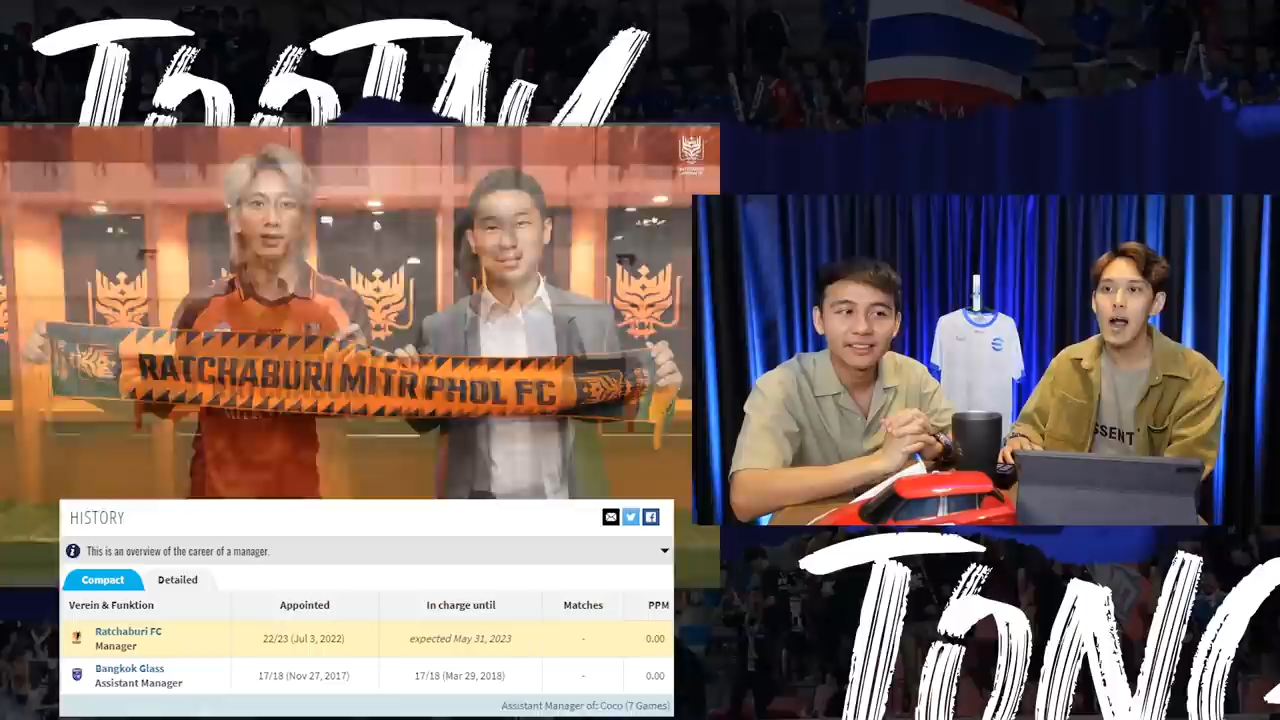 RATCHABURI MITR PHOL FC
SSENT
HISTORY
This is an overview of the career of a manager.
Compact Detailed
Verein & Funktion Appointed In charge until Matches PPM
Ratchaburi FC
Manager
22/23 (Jul 3, 2022) expected May 31, 2023 - 0.00
Bangkok Glass
Assistant Manager
17/18 (Nov 27, 2017) 17/18 (Mar 29, 2018) - 0.00
Assistant Manager of: Coco (7 Games)